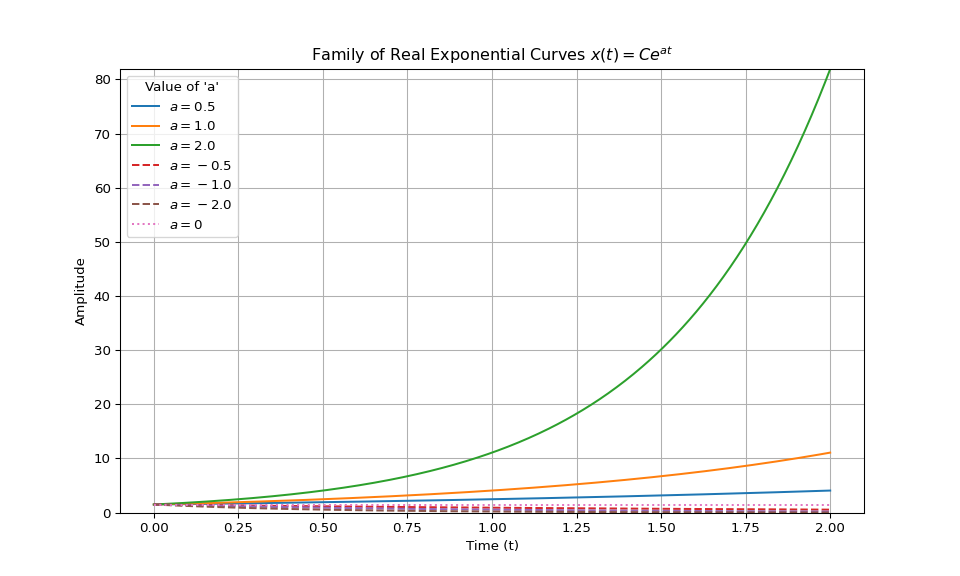 Family of Real Exponential Curves x(t) = Ce^{at}
Value of 'a'
a = 0.5
a = 1.0
a = 2.0
a = − 0.5
a = − 1.0
a = − 2.0
a = 0
80
70
60
50
40
30
20
10
0
Amplitude
0.00 0.25 0.50 0.75 1.00 1.25 1.50 1.75 2.00
Time (t)